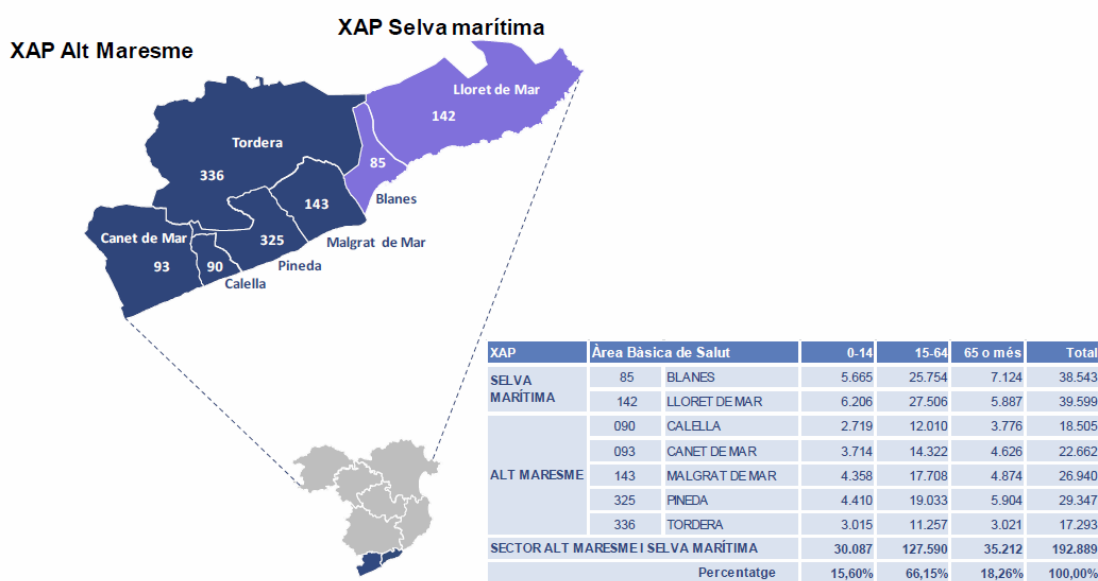 XAP Selva marítima
XAP Alt Maresme
Lloret de Mar
142
Tordera
336
85
Blanes
143
Malgrat de Mar
Canet de Mar
93
90
Calella
325
Pineda
XAP Àrea Bàsica de Salut 0-14 15-64 65 o més Total
SELVA MARÍTIMA 85 BLANES 5.665 25.754 7.124 38.543
142 LLORET DE MAR 6.206 27.506 5.887 39.599
ALT MARESME 090 CALELLA 2.719 12.010 3.776 18.505
093 CANET DE MAR 3.714 14.322 4.626 22.662
143 MALGRAT DE MAR 4.358 17.708 4.874 26.940
325 PINEDA 4.410 19.033 5.904 29.347
336 TORDERA 3.015 11.257 3.021 17.293
SECTOR ALT MARESME I SELVA MARÍTIMA 30.087 127.590 35.212 192.889
Percentatge 15,60% 66,15% 18,26% 100,00%